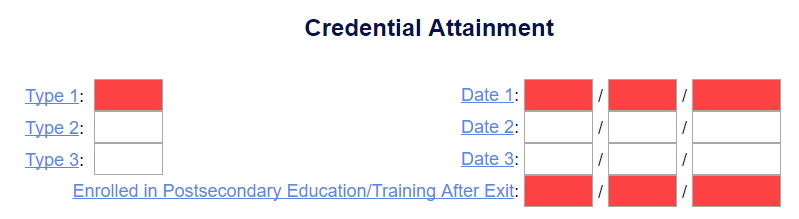 Credential Attainment
Type 1: Date 1: / /
Type 2: Date 2: / /
Type 3: Date 3: / /
Enrolled in Postsecondary Education/Training After Exit: / /